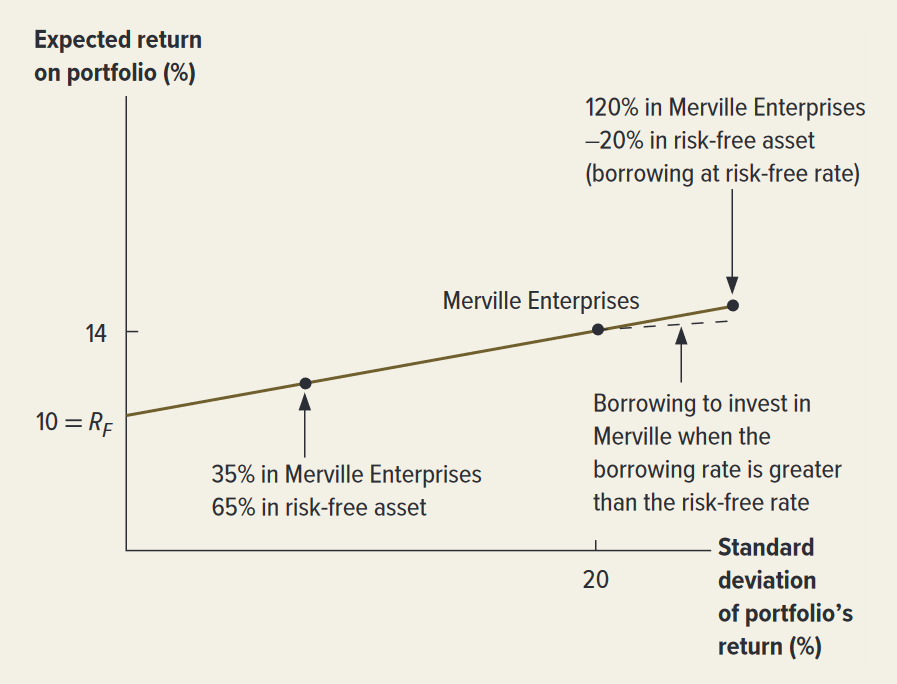 Expected return
on portfolio (%)
120% in Merville Enterprises
–20% in risk-free asset
(borrowing at risk-free rate)
Merville Enterprises
14
10 = RF
35% in Merville Enterprises
65% in risk-free asset
Borrowing to invest in
Merville when the
borrowing rate is greater
than the risk-free rate
20
Standard
deviation
of portfolio’s
return (%)